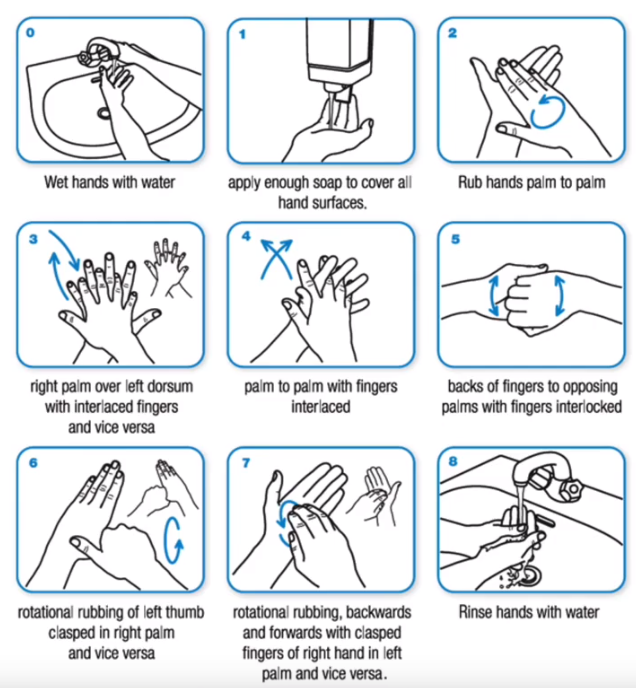 0
Wet hands with water
1
apply enough soap to cover all
hand surfaces.
2
Rub hands palm to palm
3
right palm over left dorsum
with interlaced fingers
and vice versa
4
palm to palm with fingers
interlaced
5
backs of fingers to opposing
palms with fingers interlocked
6
rotational rubbing of left thumb
clasped in right palm
and vice versa
7
rotational rubbing, backwards
and forwards with clasped
fingers of right hand in left
palm and vice versa.
8
Rinse hands with water